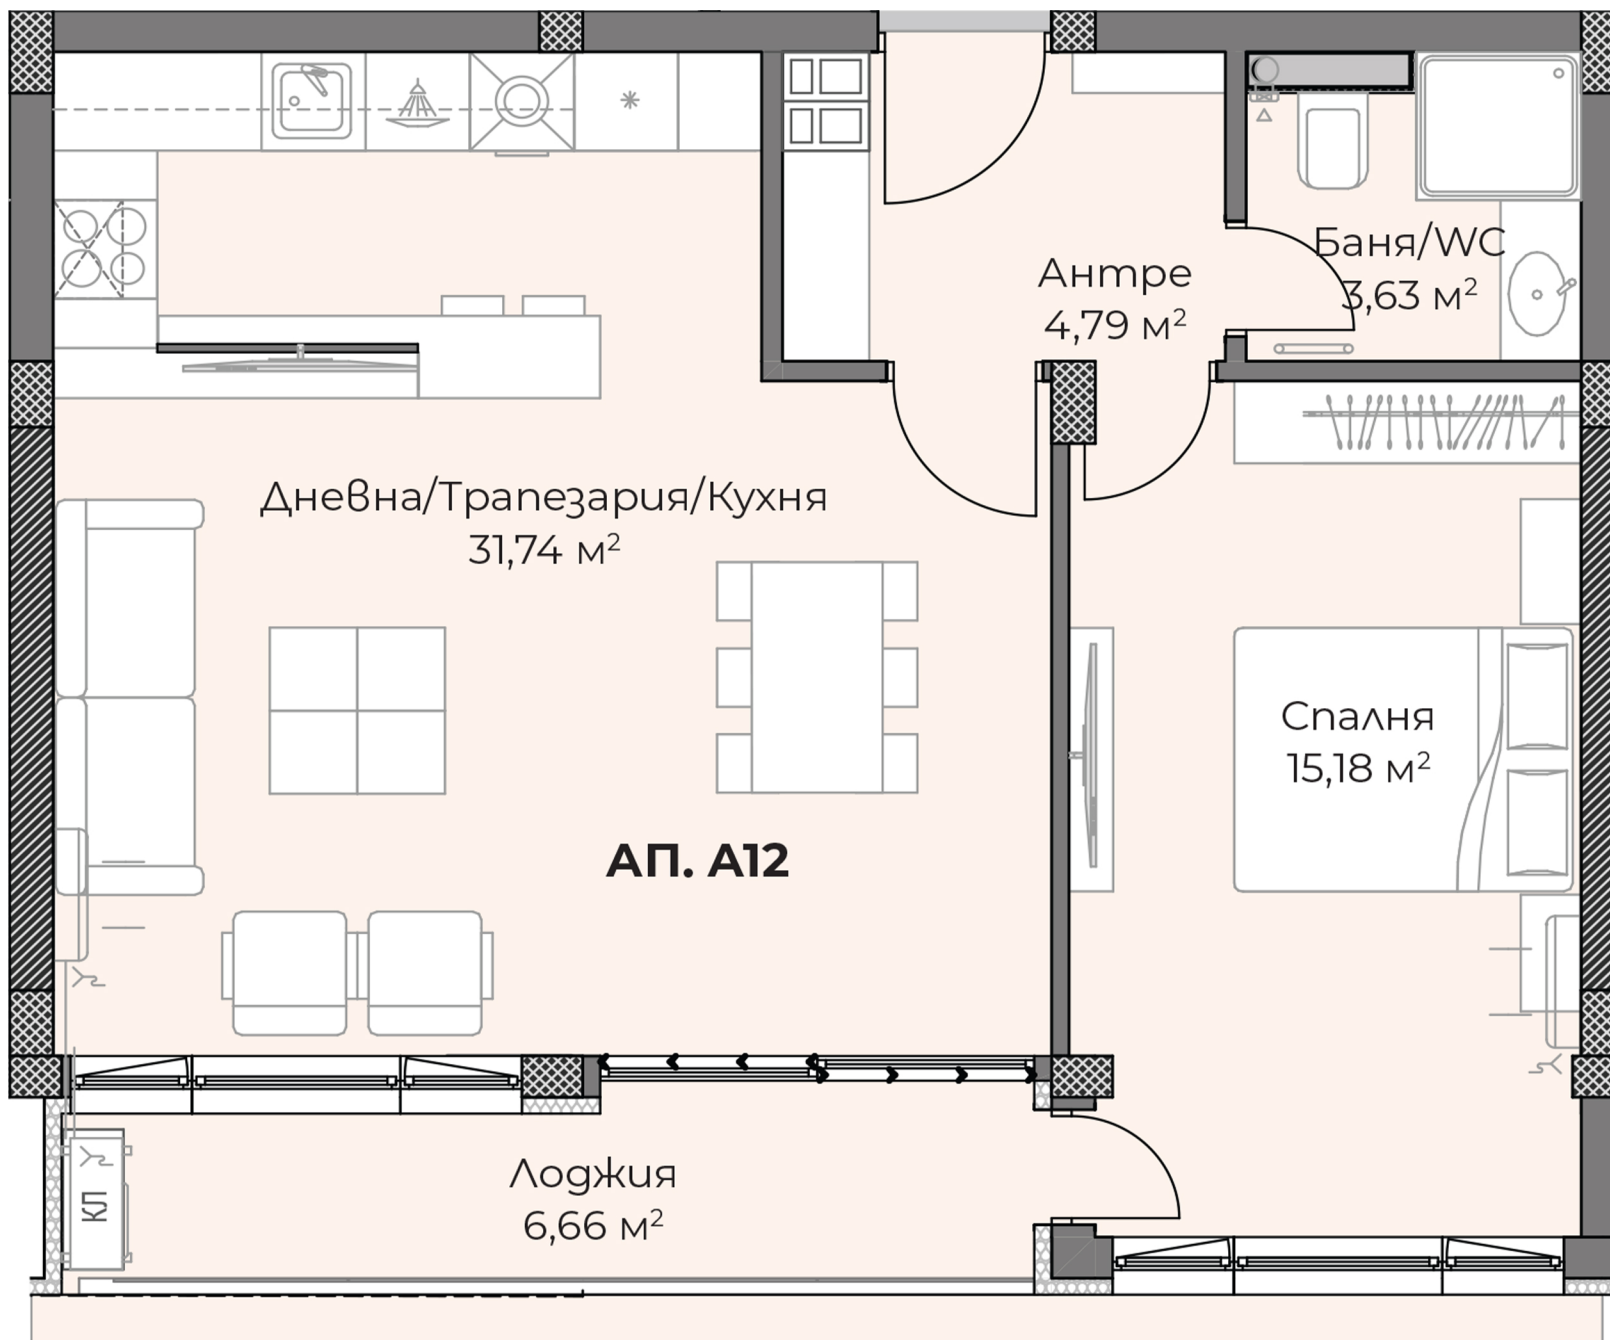 Баня/WC
3,63 м²
Антре
4,79 м²
Дневна/Трапезария/Кухня
31,74 м²
Спалня
15,18 м²
АП. А12
Лоджия
6,66 м²
КЛ